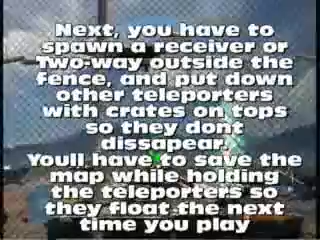 Next, you have to
spawn a receiver or
Two-way outside the
fence, and put down
other teleporters
with crates on tops
so they dont
dissapear.
Youll have to save the
map while holding
the teleporters so
they float the next
time you play